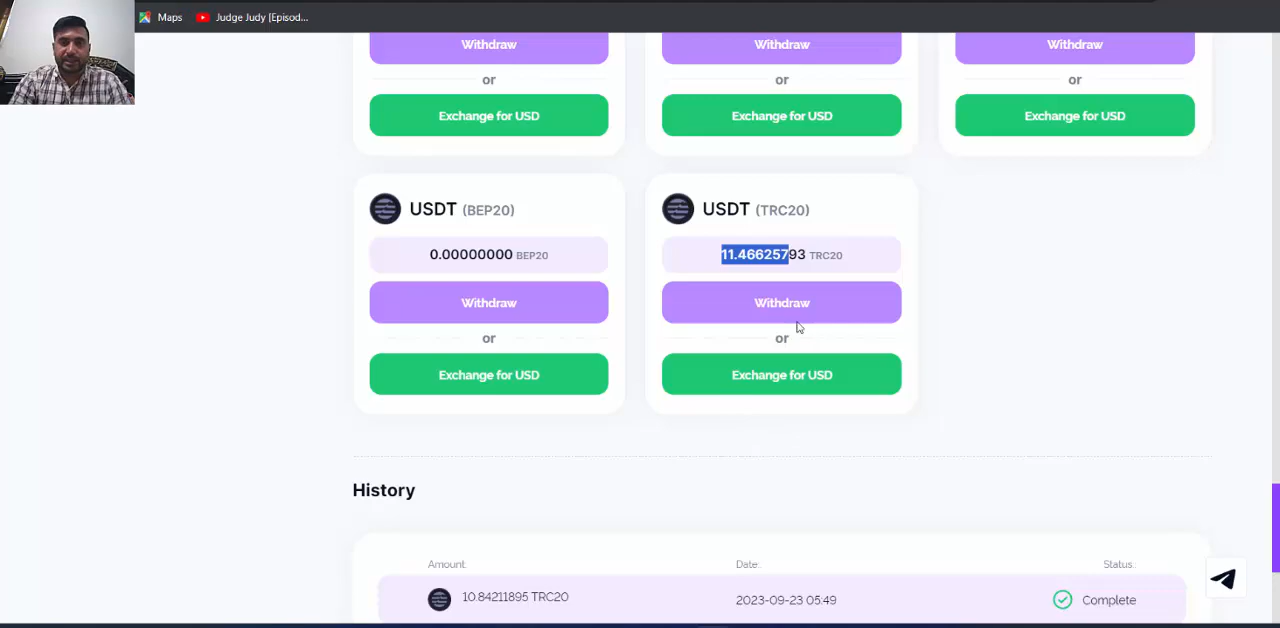 Maps Judge Judy [Episod...
Withdraw Withdraw Withdraw
or or or
Exchange for USD Exchange for USD Exchange for USD
USDT (BEP20) USDT (TRC20)
0.00000000 BEP20 11.46625793 TRC20
Withdraw Withdraw
or or
Exchange for USD Exchange for USD
History
Amount: Date:. Status:.
10.84211895 TRC20 2023-09-23 05:49 Complete